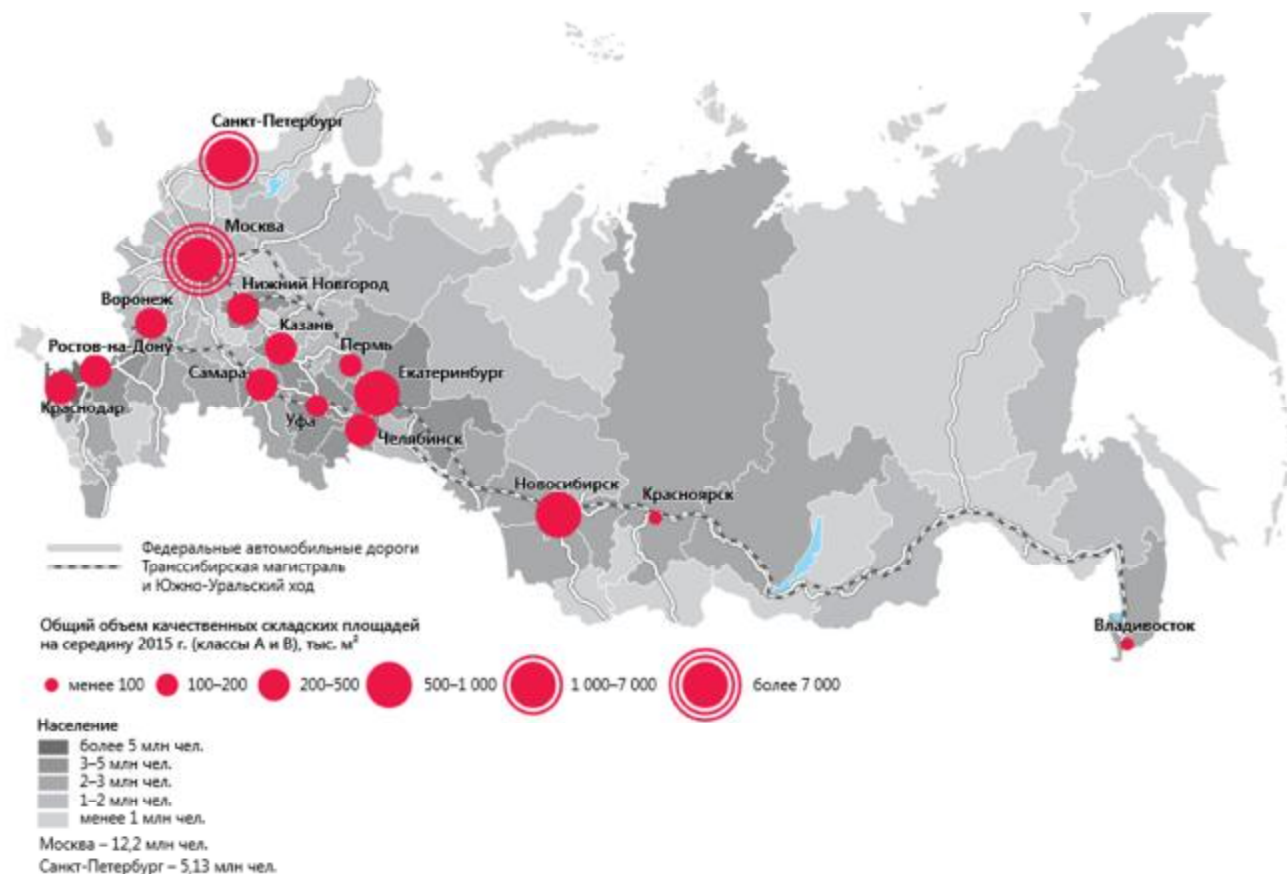 Санкт-Петербург
Москва
Нижний Новгород
Воронеж
Казань
Ростов-на-Дону
Пермь
Самара
Екатеринбург
Краснодар
Уфа
Челябинск
Новосибирск
Красноярск
Владивосток
Федеральные автомобильные дороги
Транссибирская магистраль
и Южно-Уральский ход
Общий объем качественных складских площадей
на середину 2015 г. (классы А и В), тыс. м²
менее 100 100–200 200–500 500–1 000 1 000–7 000 более 7 000
Население
более 5 млн чел.
3–5 млн чел.
2–3 млн чел.
1–2 млн чел.
менее 1 млн чел.
Москва – 12,2 млн чел.
Санкт-Петербург – 5,13 млн чел.